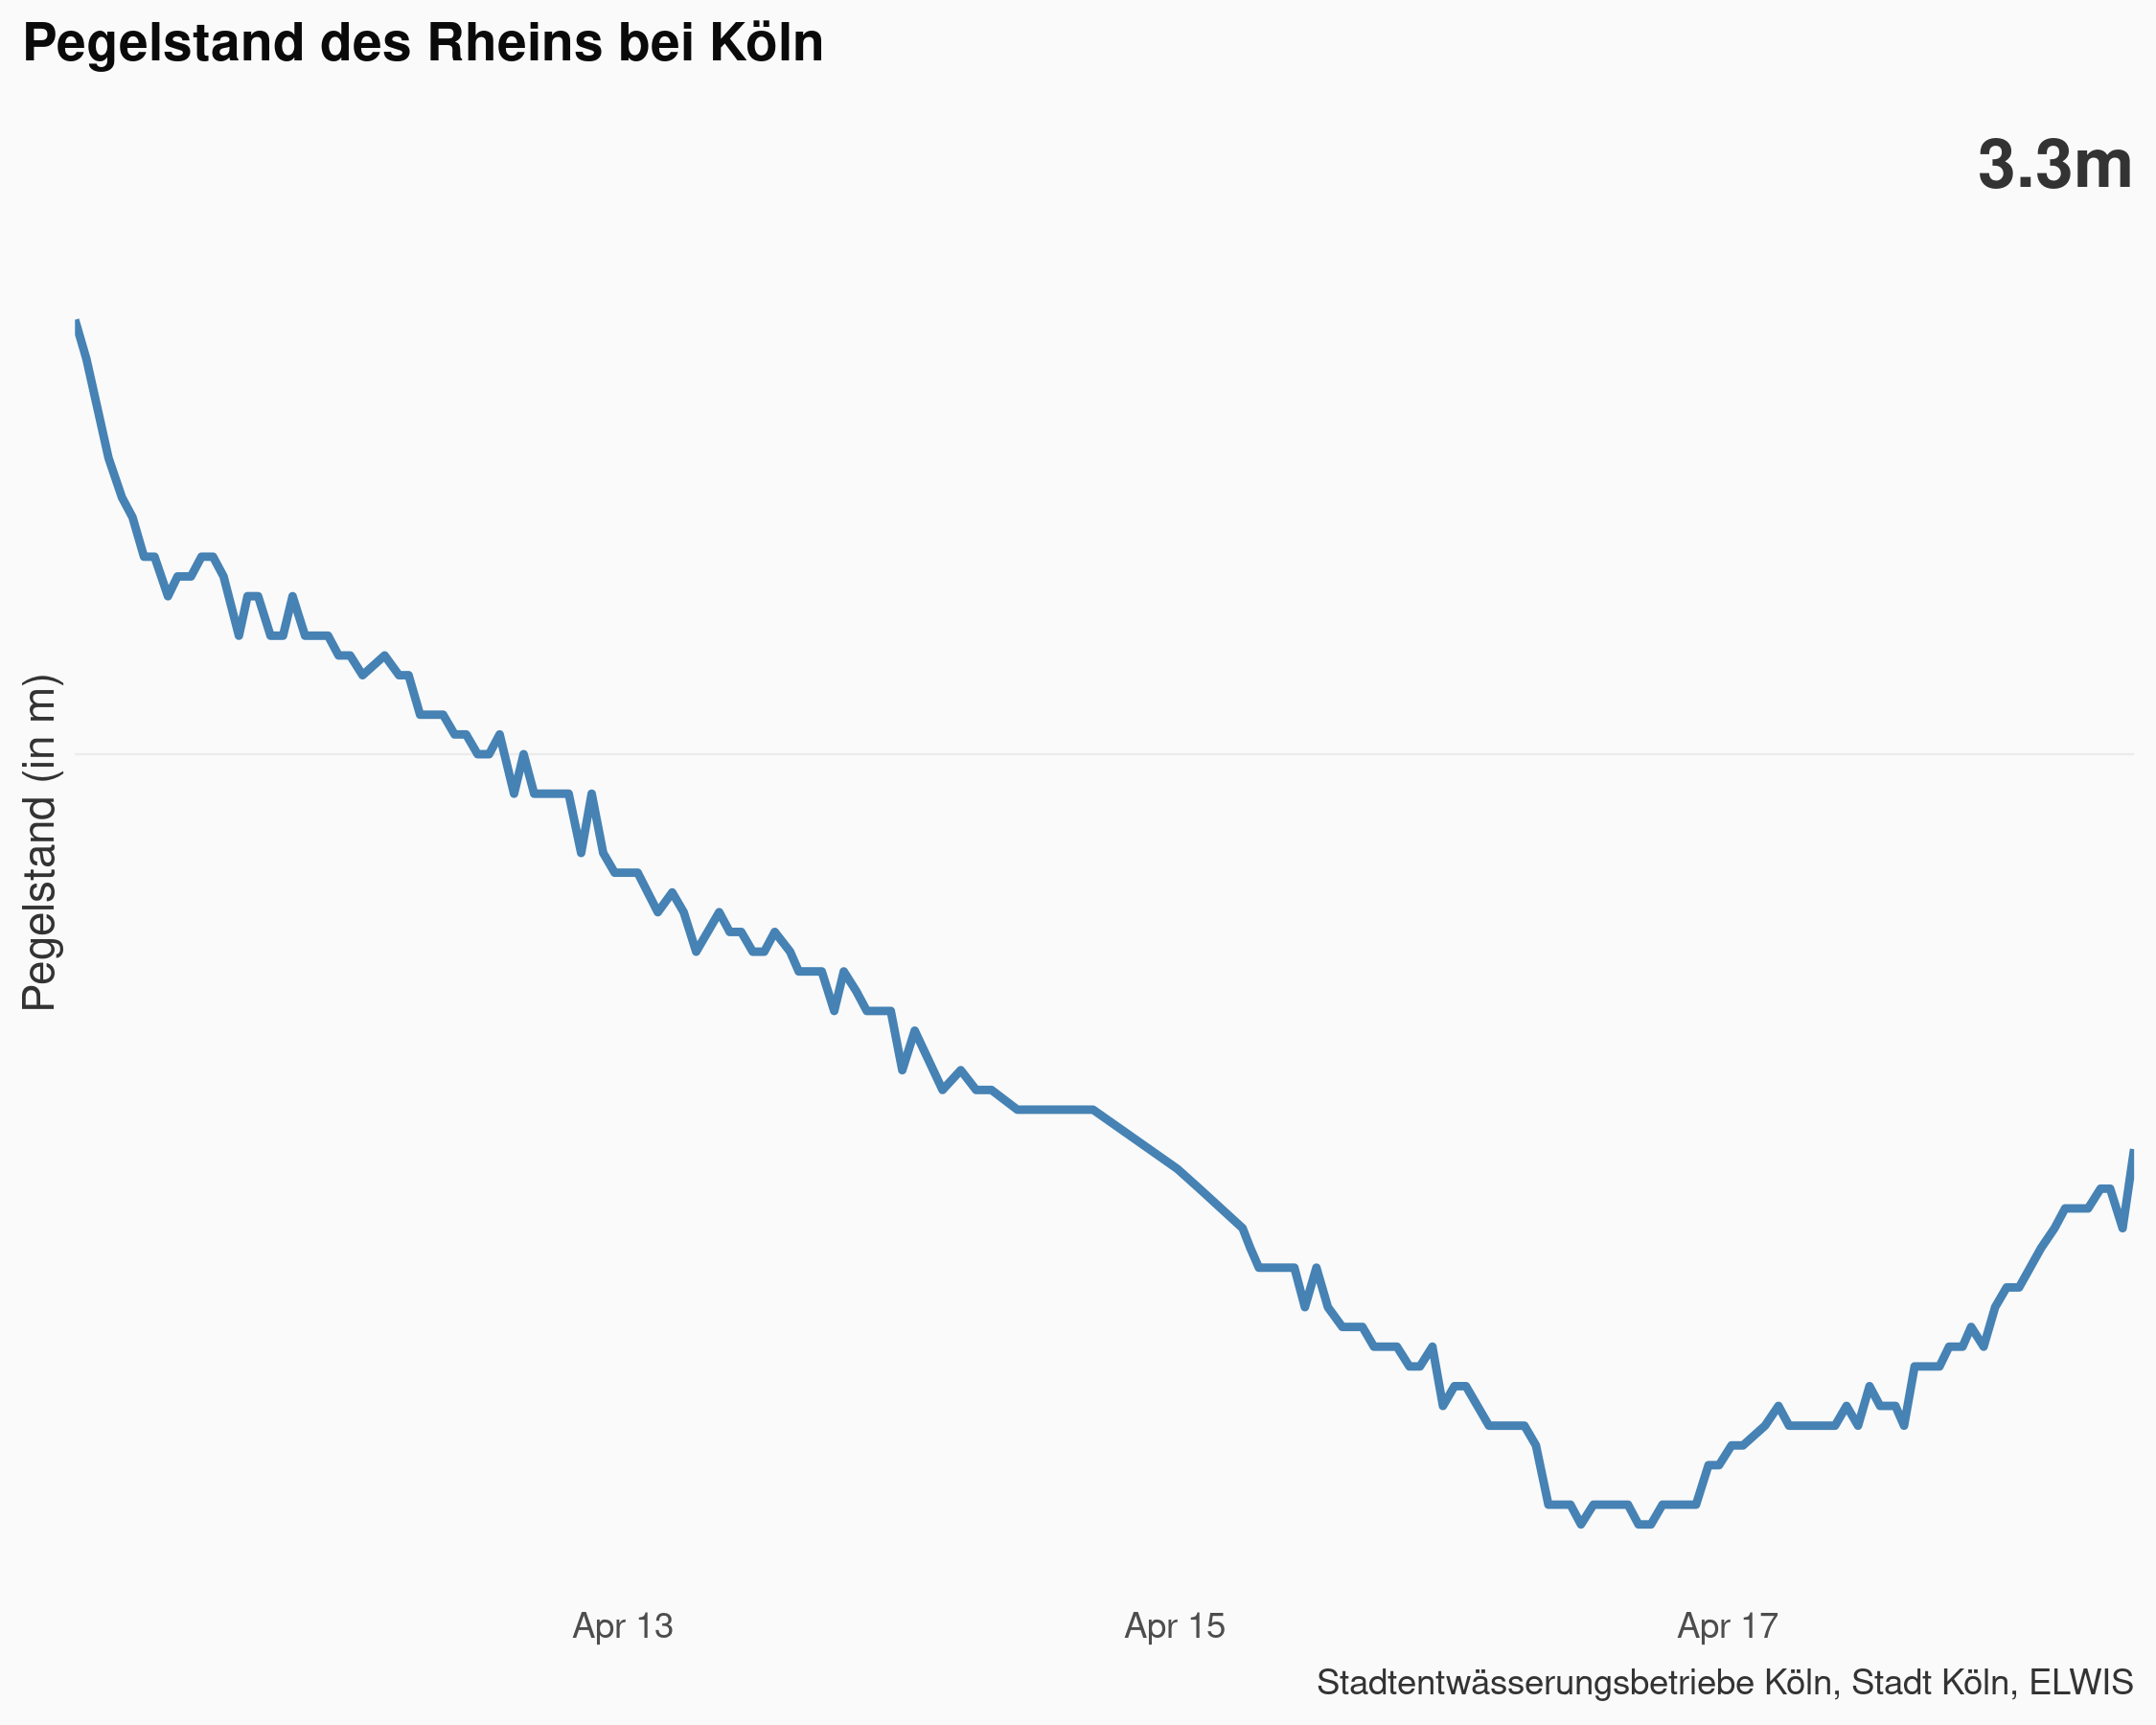 Pegelstand des Rheins bei Köln
3.3m
Pegelstand (in m)
Apr 13
Apr 15
Apr 17
Stadtentwässerungsbetriebe Köln, Stadt Köln, ELWIS